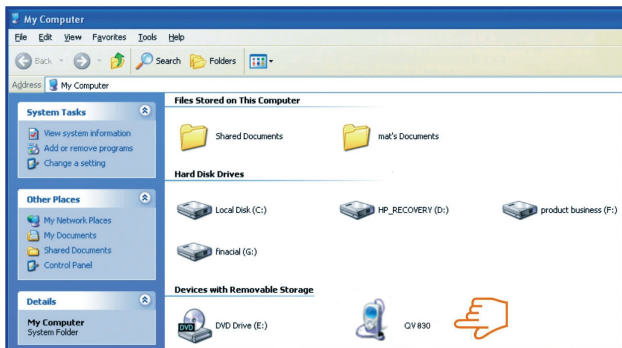 My Computer
File Edit View Favorites Tools Help
Back Search Folders
Address My Computer
System Tasks
View system information
Add or remove programs
Change a setting
Other Places
My Network Places
My Documents
Shared Documents
Control Panel
Details
My Computer
System Folder
Files Stored on This Computer
Shared Documents mat's Documents
Hard Disk Drives
Local Disk (C:) HP_RECOVERY (D:) product business (F:)
finacial (G:)
Devices with Removable Storage
DVD DVD Drive (E:) QV 830